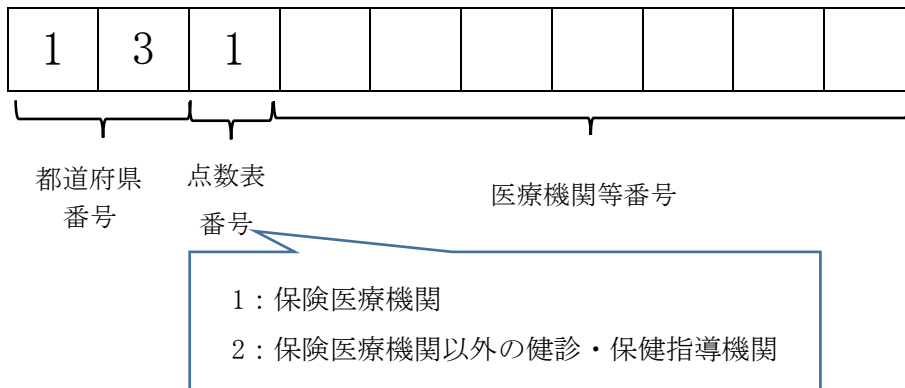 1 3 1
都道府県
番号
点数表
番号
医療機関等番号
1：保険医療機関
2：保険医療機関以外の健診・保健指導機関